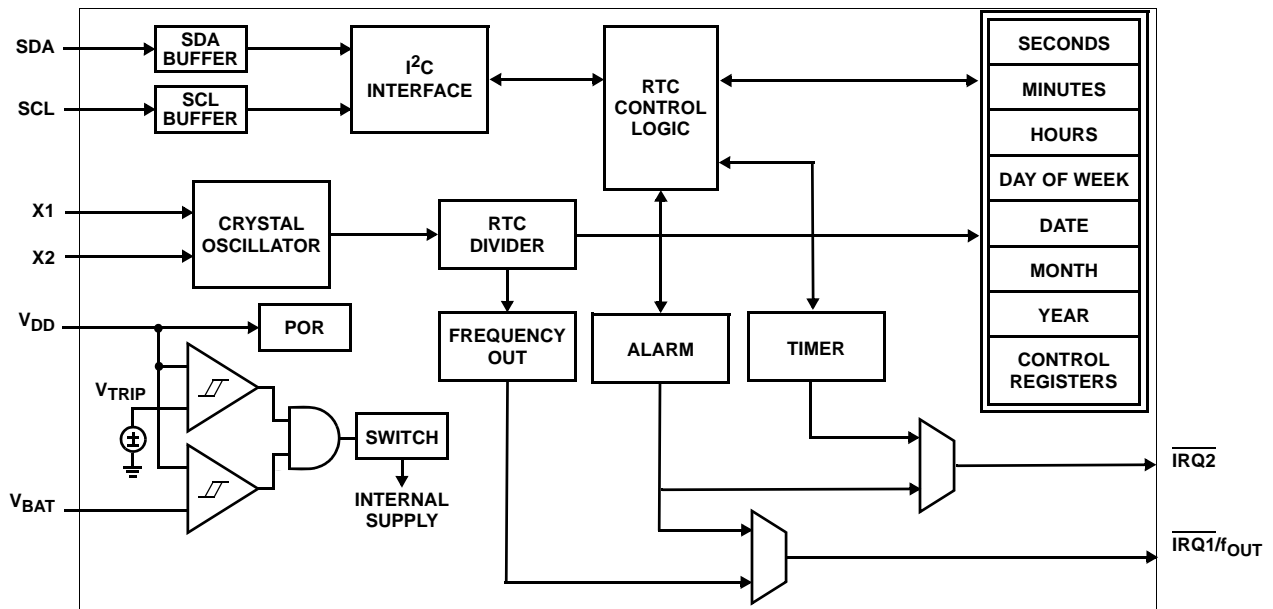 SDA
SDA
BUFFER
I²C
INTERFACE
RTC
CONTROL
LOGIC
SCL
SCL
BUFFER
SECONDS
MINUTES
HOURS
DAY OF WEEK
DATE
MONTH
YEAR
CONTROL
REGISTERS
X1
X2
CRYSTAL
OSCILLATOR
RTC
DIVIDER
VDD
POR
FREQUENCY
OUT
ALARM
TIMER
VTRIP
±
SWITCH
INTERNAL
SUPPLY
VBAT
IRQ2
IRQ1/fOUT